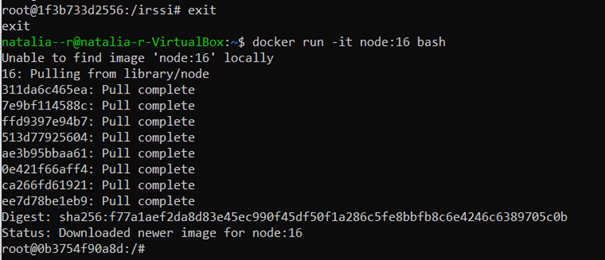 root@1f3b733d2556:/irssi# exit
exit
natalia--r@natalia-r-VirtualBox:~$ docker run -it node:16 bash
Unable to find image 'node:16' locally
16: Pulling from library/node
311da6c465ea: Pull complete
7e9bf114588c: Pull complete
ffd9397e94b7: Pull complete
513d77925604: Pull complete
ae3b95bbaa61: Pull complete
0e421f66aff4: Pull complete
ca266fd61921: Pull complete
ee7d78be1eb9: Pull complete
Digest: sha256:f77a1aef2da8d83e45ec990f45df50f1a286c5fe8bbfb8c6e4246c6389705c0b
Status: Downloaded newer image for node:16
root@0b3754f90a8d:/#